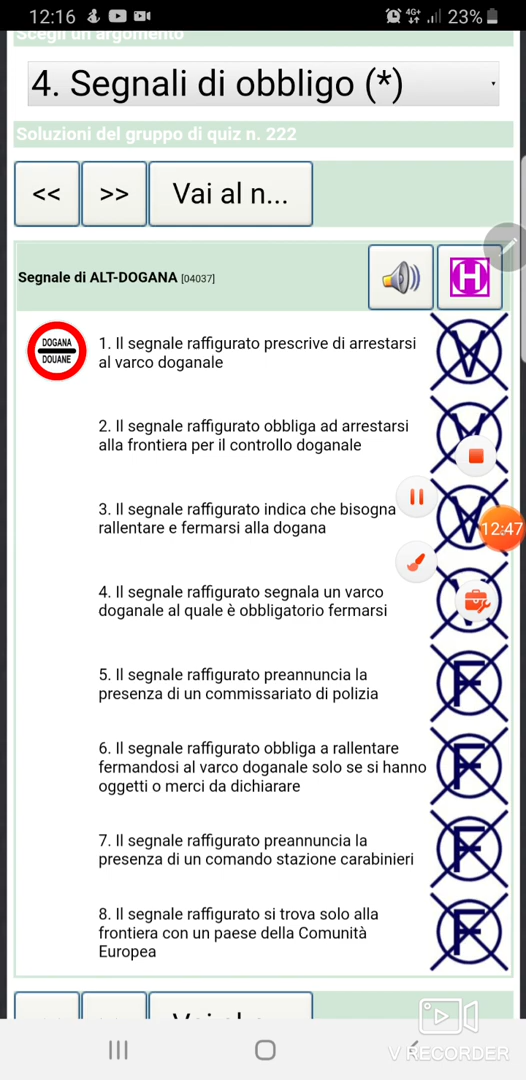 12:16
4G+
23%
Scegli un argomento
4. Segnali di obbligo (*)
Soluzioni del gruppo di quiz n. 222
<<
>>
Vai al n...
Segnale di ALT-DOGANA [04037]
H
DOGANA
DOUANE
1. Il segnale raffigurato prescrive di arrestarsi
al varco doganale
V
2. Il segnale raffigurato obbliga ad arrestarsi
alla frontiera per il controllo doganale
V
3. Il segnale raffigurato indica che bisogna
rallentare e fermarsi alla dogana
V
12:47
4. Il segnale raffigurato segnala un varco
doganale al quale è obbligatorio fermarsi
V
5. Il segnale raffigurato preannuncia la
presenza di un commissariato di polizia
F
6. Il segnale raffigurato obbliga a rallentare
fermandosi al varco doganale solo se si hanno
oggetti o merci da dichiarare
F
7. Il segnale raffigurato preannuncia la
presenza di un comando stazione carabinieri
F
8. Il segnale raffigurato si trova solo alla
frontiera con un paese della Comunità
Europea
F
V RECORDER